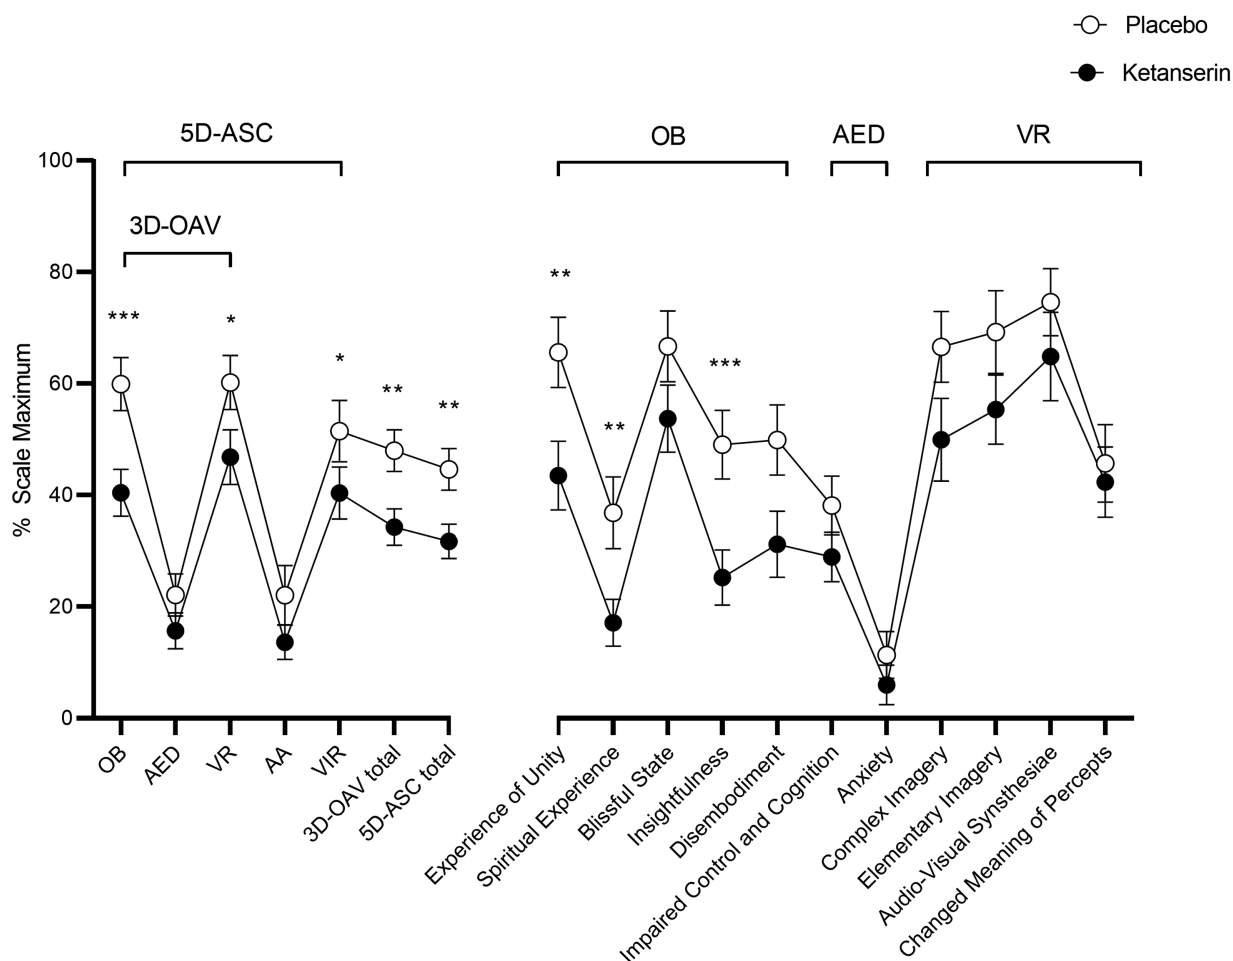 Placebo
Ketanserin
5D-ASC
OB
AED
VR
3D-OAV
% Scale Maximum
100
80
60
40
20
0
***
*
*
**
**
**
**
***
OB
AED
VR
AA
VIR
3D-OAV total
5D-ASC total
Experience of Unity
Spiritual Experience
Blissful State
Insightfulness
Disembodiment
Impaired Control and Cognition
Anxiety
Complex Imagery
Elementary Imagery
Audio-Visual Synsthesiae
Changed Meaning of Percepts